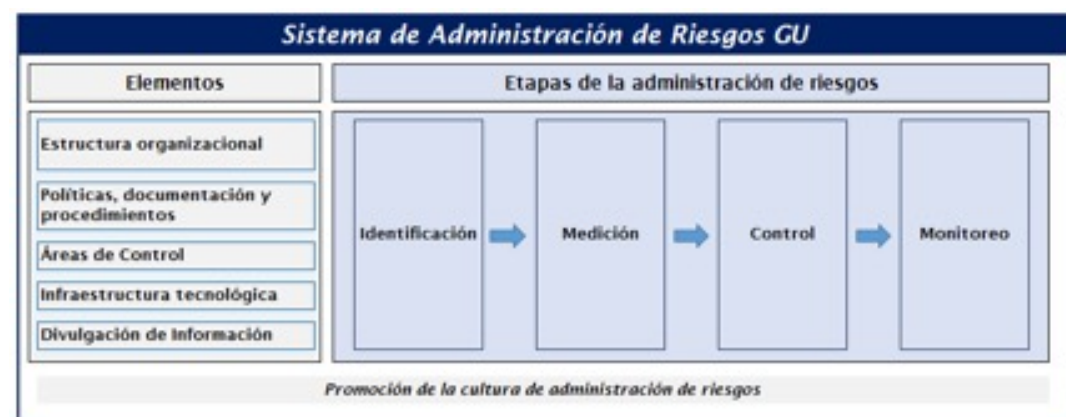 Sistema de Administración de Riesgos GU
Elementos
Etapas de la administración de riesgos
Estructura organizacional
Políticas, documentación y
procedimientos
Áreas de Control
Infraestructura tecnológica
Divulgación de Información
Identificación
Medición
Control
Monitoreo
Promoción de la cultura de administración de riesgos